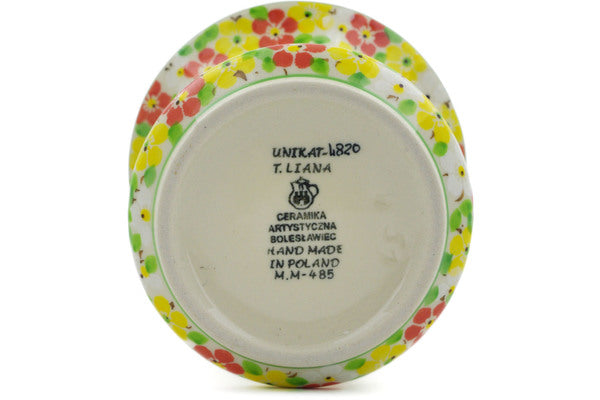 UNIKAT-4820
T. LIANA
CERAMIKA
ARTYSTYCZNA
BOLESŁAWIEC
HAND MADE
IN POLAND
M.M-485